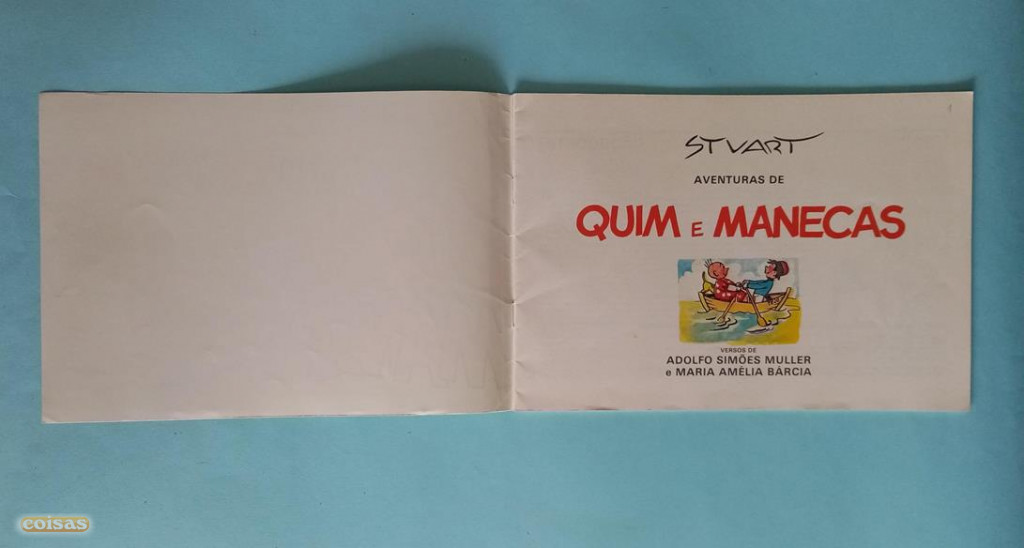 STVART
AVENTURAS DE
QUIM E MANECAS
VERSOS DE
ADOLFO SIMÕES MULLER
e MARIA AMÉLIA BÁRCIA
coisas